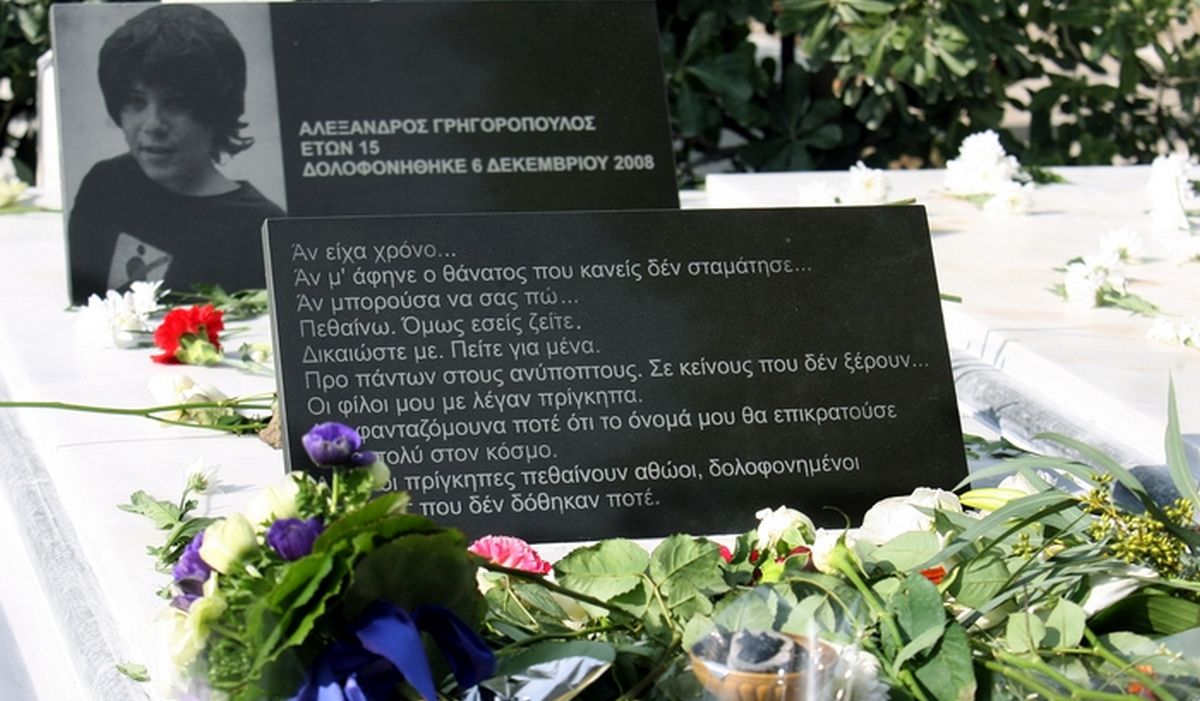 ΑΛΕΞΑΝΔΡΟΣ ΓΡΗΓΟΡΟΠΟΥΛΟΣ
ΕΤΩΝ 15
ΔΟΛΟΦΟΝΗΘΗΚΕ 6 ΔΕΚΕΜΒΡΙΟΥ 2008
Άν είχα χρόνο...
Άν μ' άφηνε ο θάνατος που κανείς δέν σταμάτησε...
Άν μπορούσα να σας πώ...
Πεθαίνω. Όμως εσείς ζείτε.
Δικαιώστε με. Πείτε για μένα.
Προ πάντων στους ανύποπτους. Σε κείνους που δέν ξέρουν...
Οι φίλοι μου με λέγαν πρίγκηπα.
φανταζόμουνα ποτέ ότι το όνομά μου θα επικρατούσε
πολύ στον κόσμο.
πρίγκηπες πεθαίνουν αθώοι, δολοφονημένοι
που δέν δόθηκαν ποτέ.